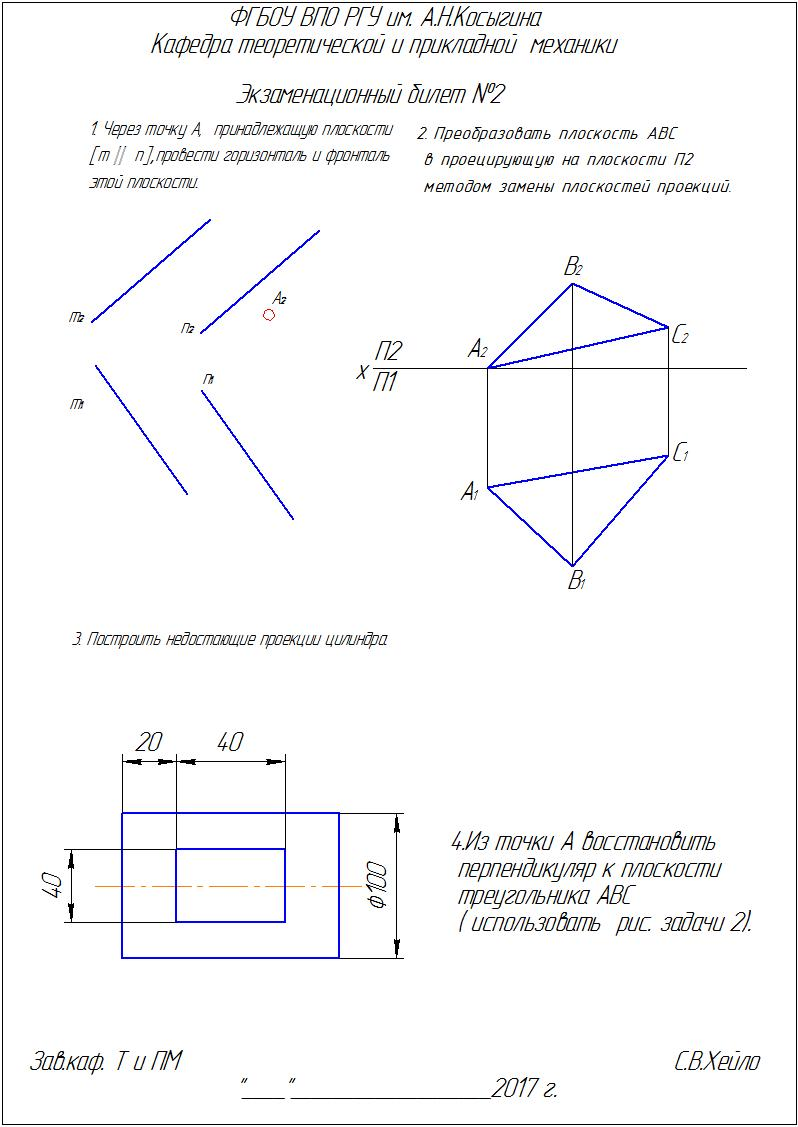 ФГБОУ ВПО РГУ им. А.Н.Косыгина
Кафедра теоретической и прикладной механики
Экзаменационный билет №2
1. Через точку А, принадлежащую плоскости
[m || n],провести горизонталь и фронталь
этой плоскости.
2. Преобразовать плоскость АВС
в проецирующую на плоскости П2
методом замены плоскостей проекций.
m2
n2
A2
m1
n1
B2
A2
C2
x П2
П1
A1
C1
B1
3. Построить недостающие проекции цилиндра
20
40
40
ф100
4.Из точки А восстановить
перпендикуляр к плоскости
треугольника АВС
( использовать рис. задачи 2).
Зав.каф. Т и ПМ
С.В.Хейло
"____"____________________2017 г.